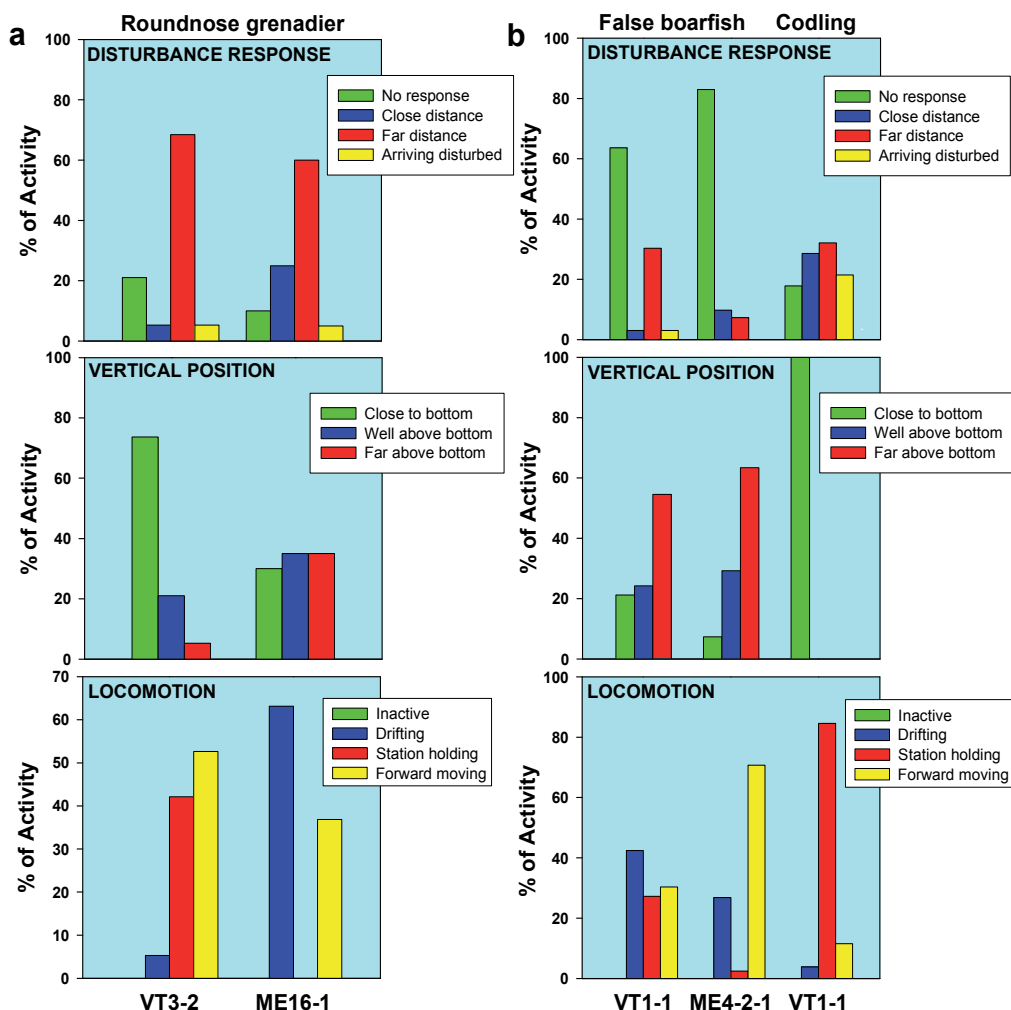 a
Roundnose grenadier
100
80
60
40
20
0
% of Activity
DISTURBANCE RESPONSE
No response
Close distance
Far distance
Arriving disturbed
100
80
60
40
20
0
% of Activity
VERTICAL POSITION
Close to bottom
Well above bottom
Far above bottom
70
60
50
40
30
20
10
0
% of Activity
LOCOMOTION
Inactive
Drifting
Station holding
Forward moving
VT3-2 ME16-1
b
False boarfish Codling
100
80
60
40
20
0
% of Activity
DISTURBANCE RESPONSE
No response
Close distance
Far distance
Arriving disturbed
100
80
60
40
20
0
% of Activity
VERTICAL POSITION
Close to bottom
Well above bottom
Far above bottom
100
80
60
40
20
0
% of Activity
LOCOMOTION
Inactive
Drifting
Station holding
Forward moving
VT1-1 ME4-2-1 VT1-1